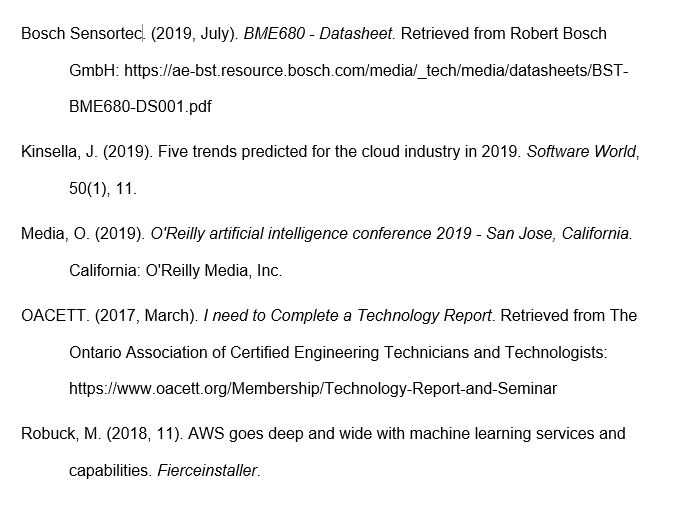 Bosch Sensortec. (2019, July). BME680 - Datasheet. Retrieved from Robert Bosch
GmbH: https://ae-bst.resource.bosch.com/media/_tech/media/datasheets/BST-
BME680-DS001.pdf
Kinsella, J. (2019). Five trends predicted for the cloud industry in 2019. Software World,
50(1), 11.
Media, O. (2019). O'Reilly artificial intelligence conference 2019 - San Jose, California.
California: O'Reilly Media, Inc.
OACETT. (2017, March). I need to Complete a Technology Report. Retrieved from The
Ontario Association of Certified Engineering Technicians and Technologists:
https://www.oacett.org/Membership/Technology-Report-and-Seminar
Robuck, M. (2018, 11). AWS goes deep and wide with machine learning services and
capabilities. Fierceinstaller.